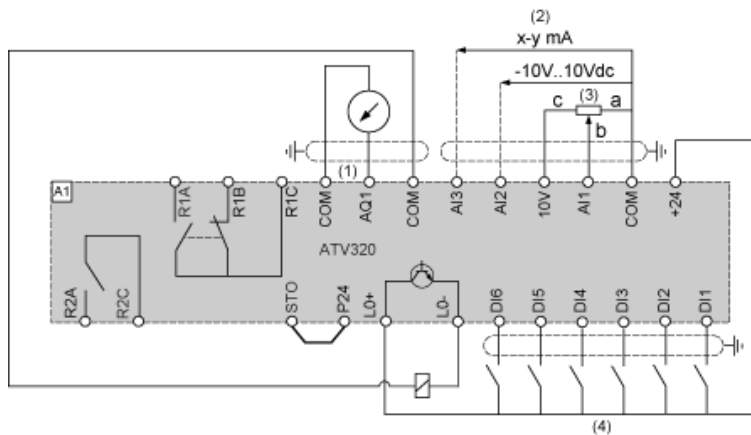 (2)
x-y mA
-10V..10Vdc
c (3) a
b
(1)
A1
R1A
R1B
R1C
COM
AQ1
COM
AI3
AI2
10V
AI1
COM
+24
ATV320
R2A
R2C
STO
P24
L0+
L0-
DI6
DI5
DI4
DI3
DI2
DI1
(4)